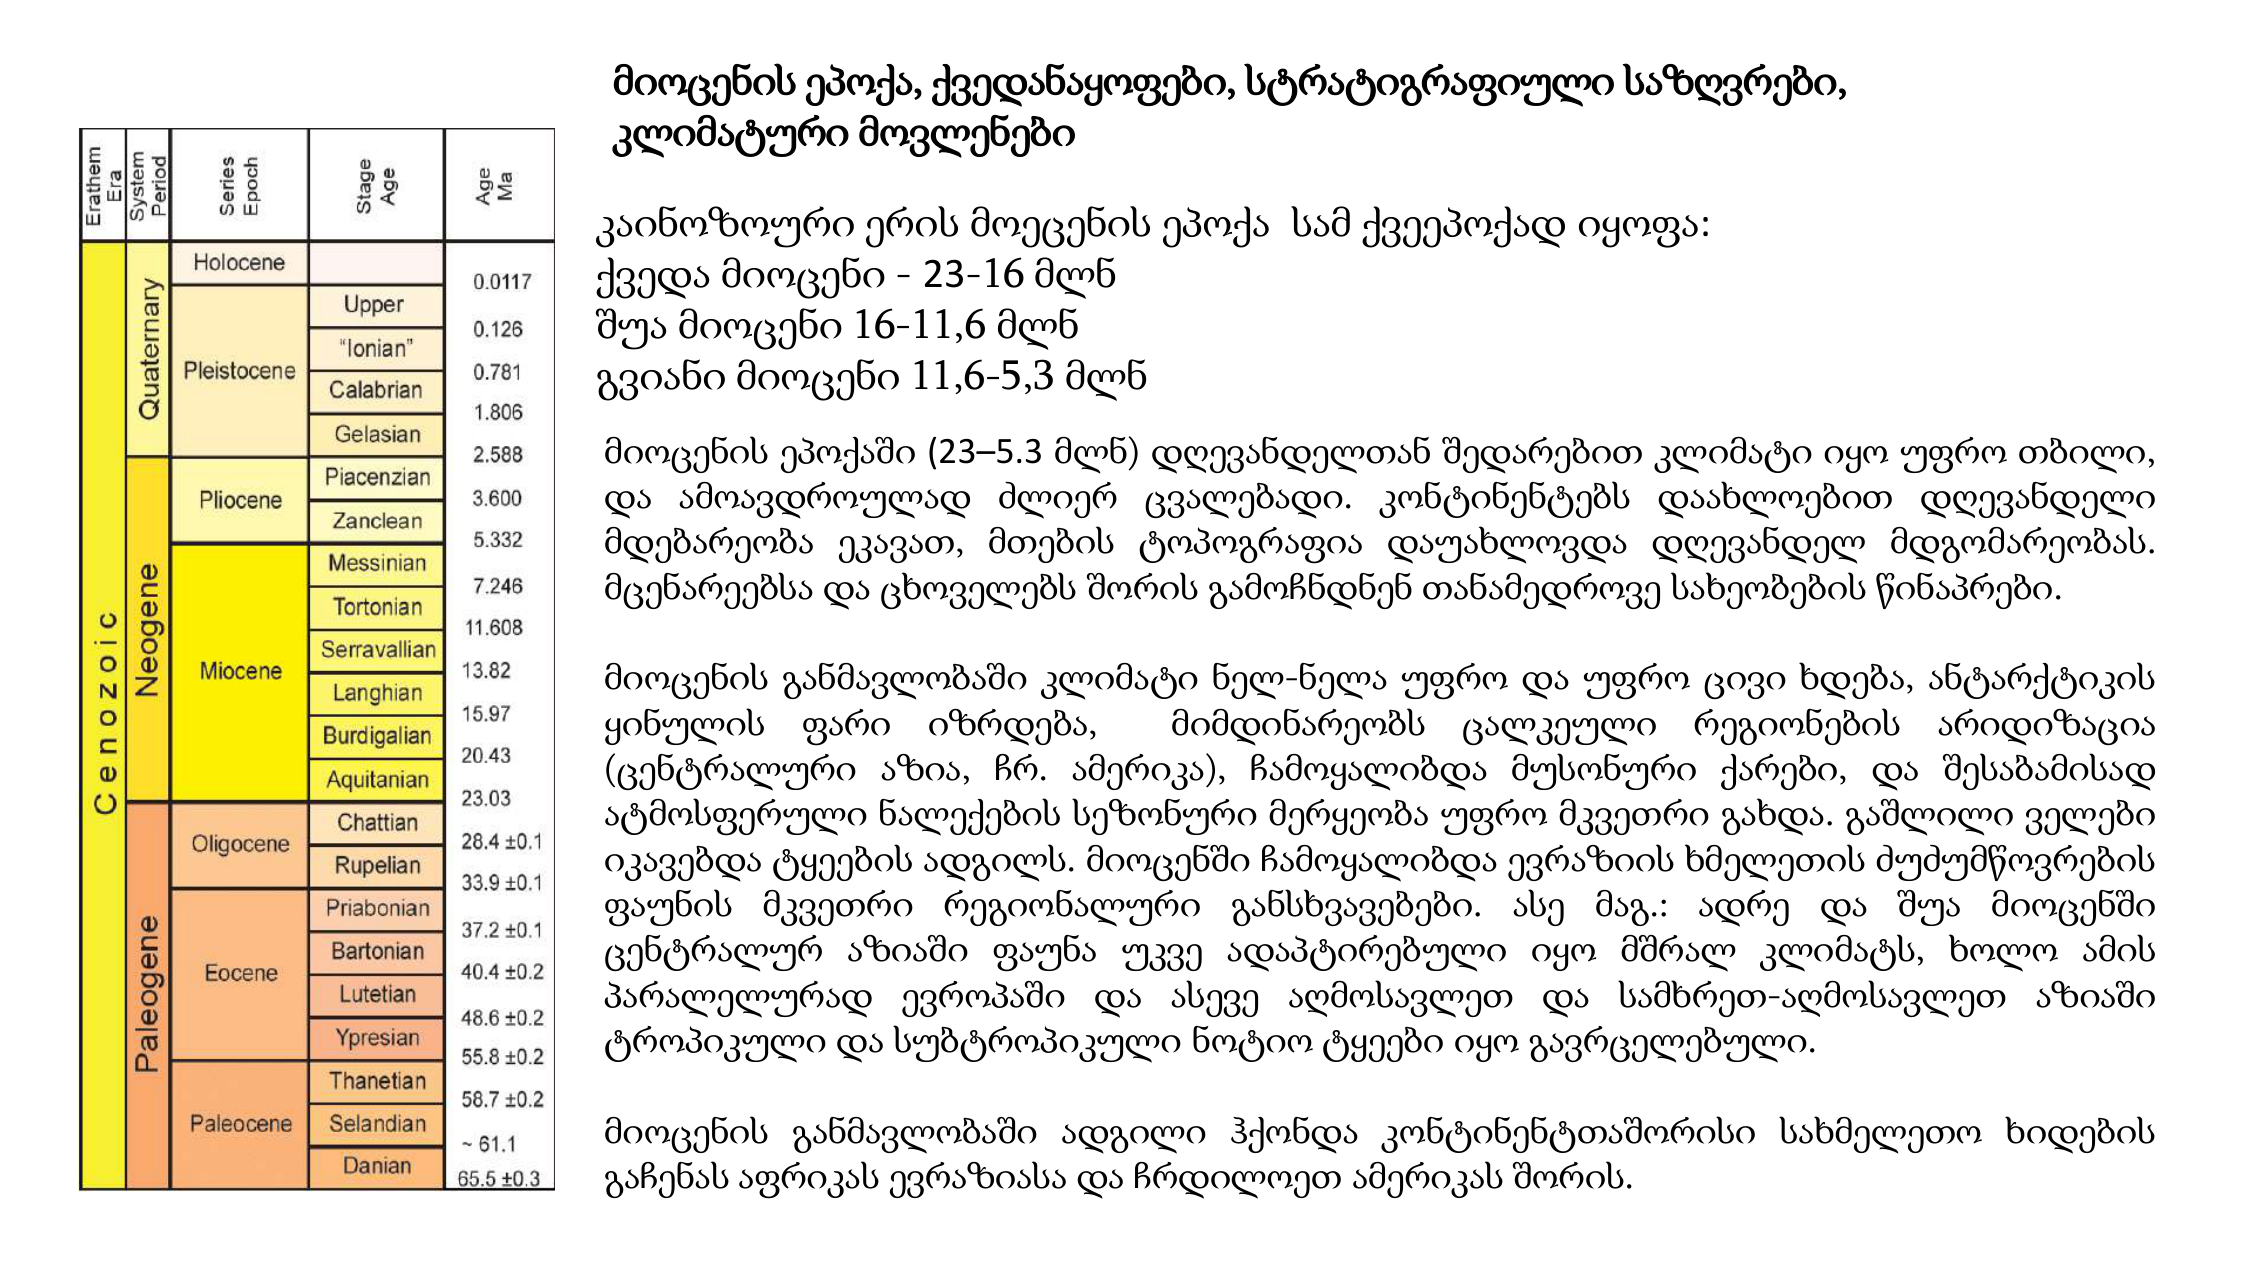 მიოცენის ეპოქა, ქვედანაყოფები, სტრატიგრაფიული საზღვრები,
კლიმატური მოვლენები
Erathem Era
System Period
Series Epoch
Stage Age
Age Ma
Cenozoic
Quaternary
Neogene
Paleogene
Holocene
Pleistocene
Pliocene
Miocene
Oligocene
Eocene
Paleocene
Upper
“Ionian”
Calabrian
Gelasian
Piacenzian
Zanclean
Messinian
Tortonian
Serravallian
Langhian
Burdigalian
Aquitanian
Chattian
Rupelian
Priabonian
Bartonian
Lutetian
Ypresian
Thanetian
Selandian
Danian
0.0117
0.126
0.781
1.806
2.588
3.600
5.332
7.246
11.608
13.82
15.97
20.43
23.03
28.4 ±0.1
33.9 ±0.1
37.2 ±0.1
40.4 ±0.2
48.6 ±0.2
55.8 ±0.2
58.7 ±0.2
~ 61.1
65.5 ±0.3
კაინოზოური ერის მოეცენის ეპოქა სამ ქვეეპოქად იყოფა:
ქვედა მიოცენი - 23-16 მლნ
შუა მიოცენი 16-11,6 მლნ
გვიანი მიოცენი 11,6-5,3 მლნ
მიოცენის ეპოქაში (23–5.3 მლნ) დღევანდელთან შედარებით კლიმატი იყო უფრო თბილი,
და ამოავდროულად ძლიერ ცვალებადი. კონტინენტებს დაახლოებით დღევანდელი
მდებარეობა ეკავათ, მთების ტოპოგრაფია დაუახლოვდა დღევანდელ მდგომარეობას.
მცენარეებსა და ცხოველებს შორის გამოჩნდნენ თანამედროვე სახეობების წინაპრები.
მიოცენის განმავლობაში კლიმატი ნელ-ნელა უფრო და უფრო ცივი ხდება, ანტარქტიკის
ყინულის ფარი იზრდება, მიმდინარეობს ცალკეული რეგიონების არიდიზაცია
(ცენტრალური აზია, ჩრ. ამერიკა), ჩამოყალიბდა მუსონური ქარები, და შესაბამისად
ატმოსფერული ნალექების სეზონური მერყეობა უფრო მკვეთრი გახდა. გაშლილი ველები
იკავებდა ტყეების ადგილს. მიოცენში ჩამოყალიბდა ევრაზიის ხმელეთის ძუძუმწოვრების
ფაუნის მკვეთრი რეგიონალური განსხვავებები. ასე მაგ.: ადრე და შუა მიოცენში
ცენტრალურ აზიაში ფაუნა უკვე ადაპტირებული იყო მშრალ კლიმატს, ხოლო ამის
პარალელურად ევროპაში და ასევე აღმოსავლეთ და სამხრეთ-აღმოსავლეთ აზიაში
ტროპიკული და სუბტროპიკული ნოტიო ტყეები იყო გავრცელებული.
მიოცენის განმავლობაში ადგილი ჰქონდა კონტინენტთაშორისი სახმელეთო ხიდების
გაჩენას აფრიკას ევრაზიასა და ჩრდილოეთ ამერიკას შორის.